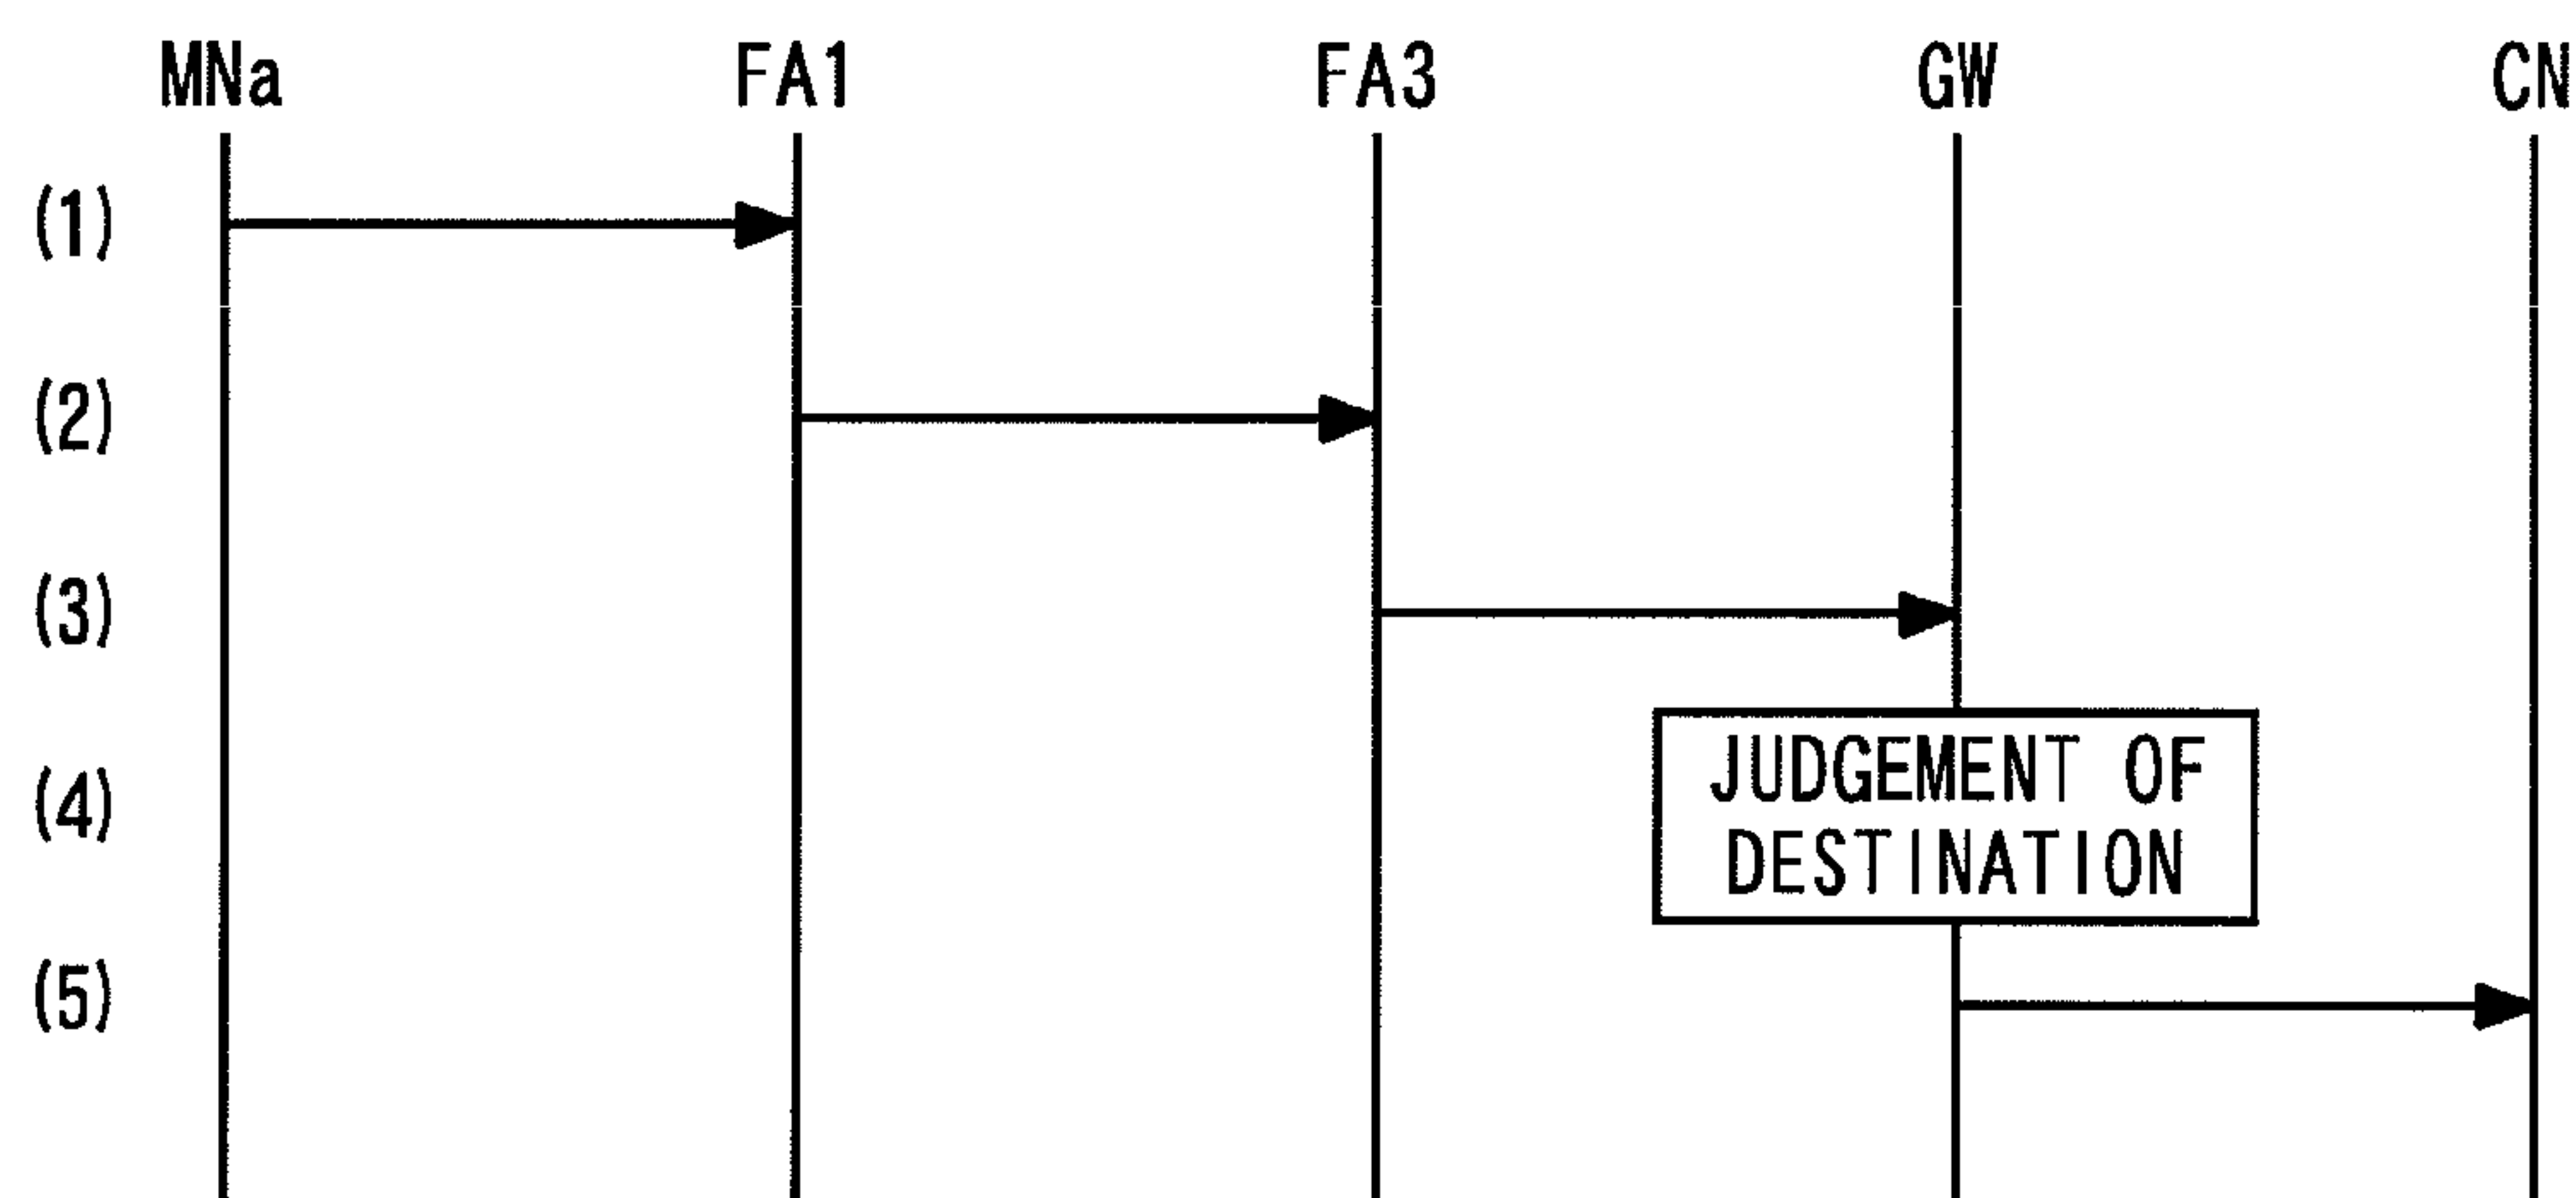 MNa FA1 FA3 GW CN
(1)
(2)
(3)
(4)
JUDGEMENT OF
DESTINATION
(5)